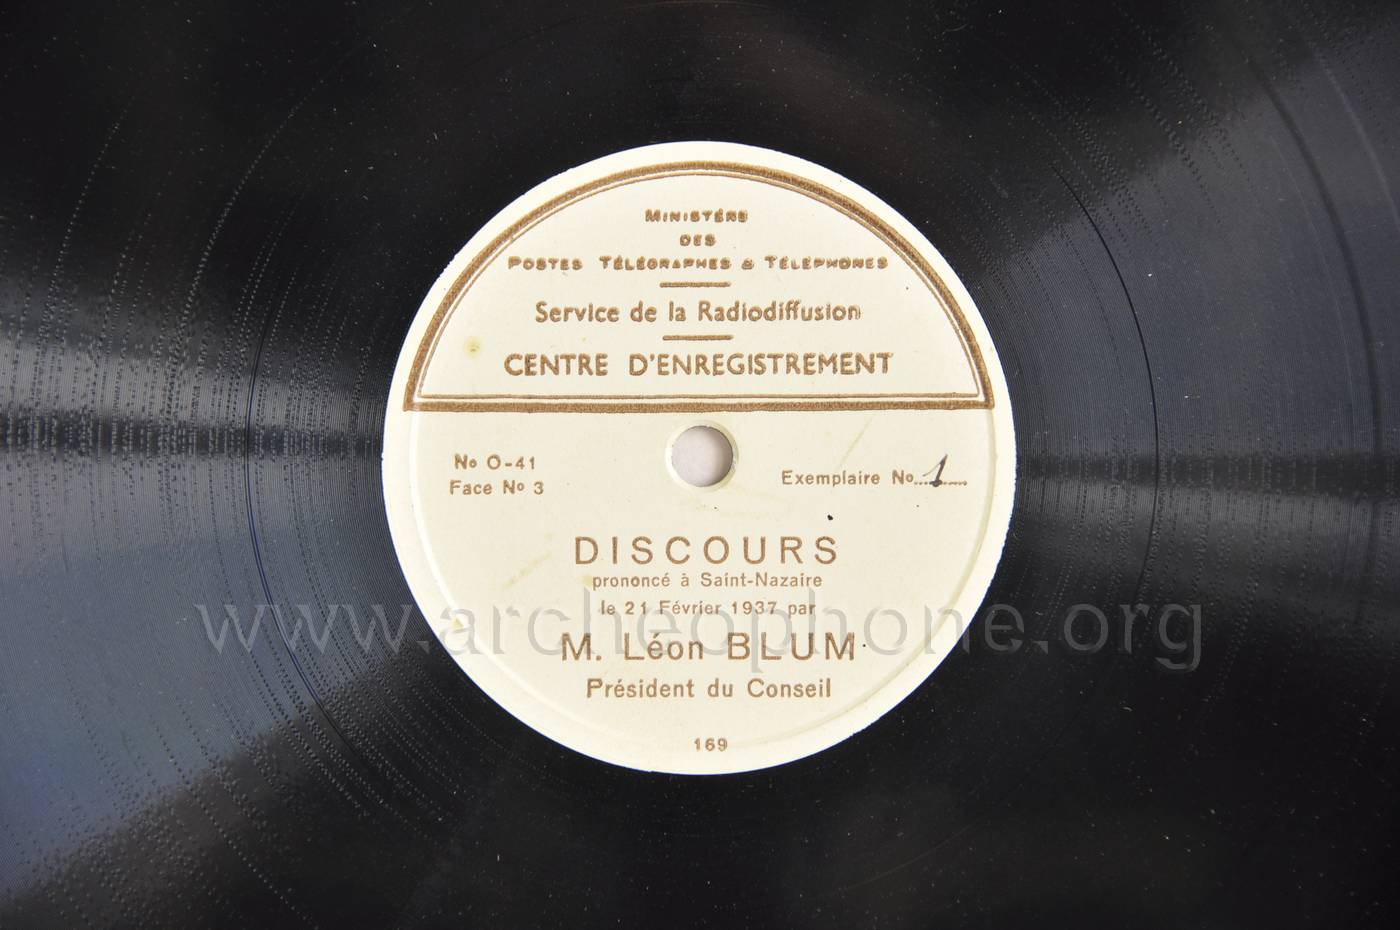 MINISTÈRE
DES
POSTES TÉLÉGRAPHES & TÉLÉPHONES
Service de la Radiodiffusion
CENTRE D'ENREGISTREMENT
No O-41
Face No 3
Exemplaire No 1
DISCOURS
prononcé à Saint-Nazaire
le 21 Février 1937 par
www.archeophone.org
M. Léon BLUM
Président du Conseil
169